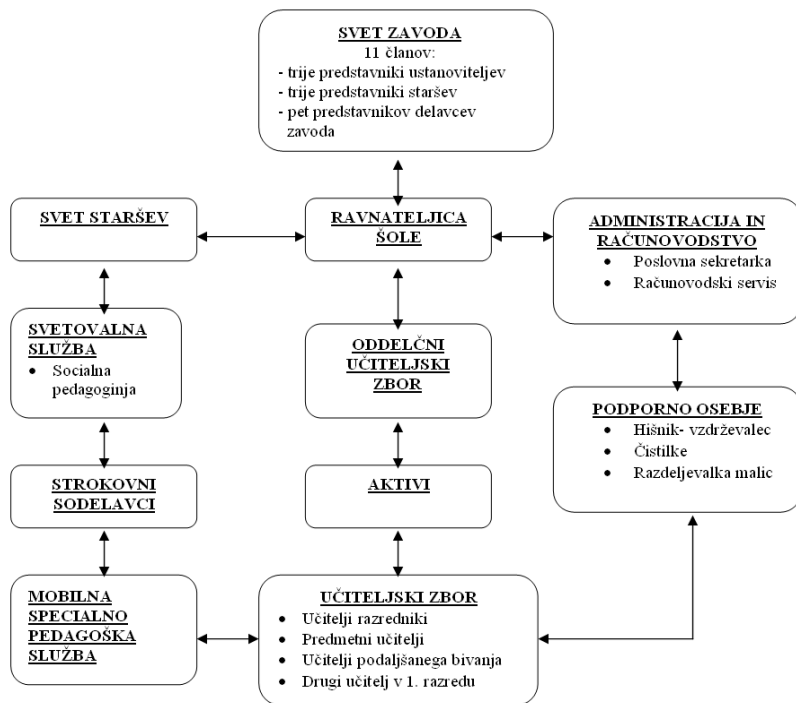 SVET ZAVODA
11 članov:
- trije predstavniki ustanoviteljev
- trije predstavniki staršev
- pet predstavnikov delavcev
zavoda
SVET STARŠEV
RAVNATELJICA
ŠOLE
ADMINISTRACIJA IN
RAČUNOVODSTVO
• Poslovna sekretarka
• Računovodski servis
SVETOVALNA
SLUŽBA
• Socialna
pedagoginja
ODDELČNI
UČITELJSKI
ZBOR
PODPORNO OSEBJE
• Hišnik- vzdrževalec
• Čistilke
• Razdeljevalka malic
STROKOVNI
SODELAVCI
AKTIVI
MOBILNA
SPECIALNO
PEDAGOŠKA
SLUŽBA
UČITELJSKI ZBOR
• Učitelji razredniki
• Predmetni učitelji
• Učitelji podaljšanega bivanja
• Drugi učitelj v 1. razredu